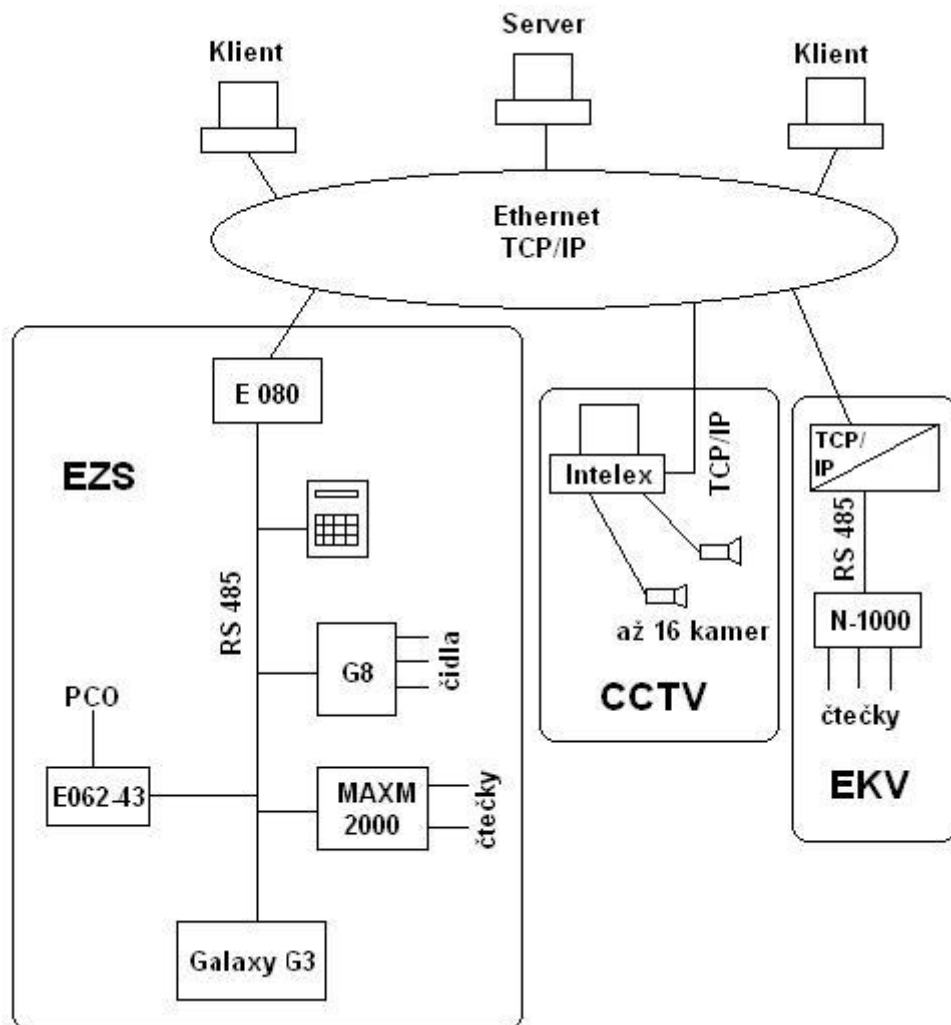 Server
Klient
Klient
Ethernet
TCP/IP
E 080
EZS
RS 485
G8
čidla
PCO
E062-43
MAXM
2000
čtečky
Galaxy G3
Intelex
TCP/IP
až 16 kamer
CCTV
TCP/
IP
RS 485
N-1000
čtečky
EKV